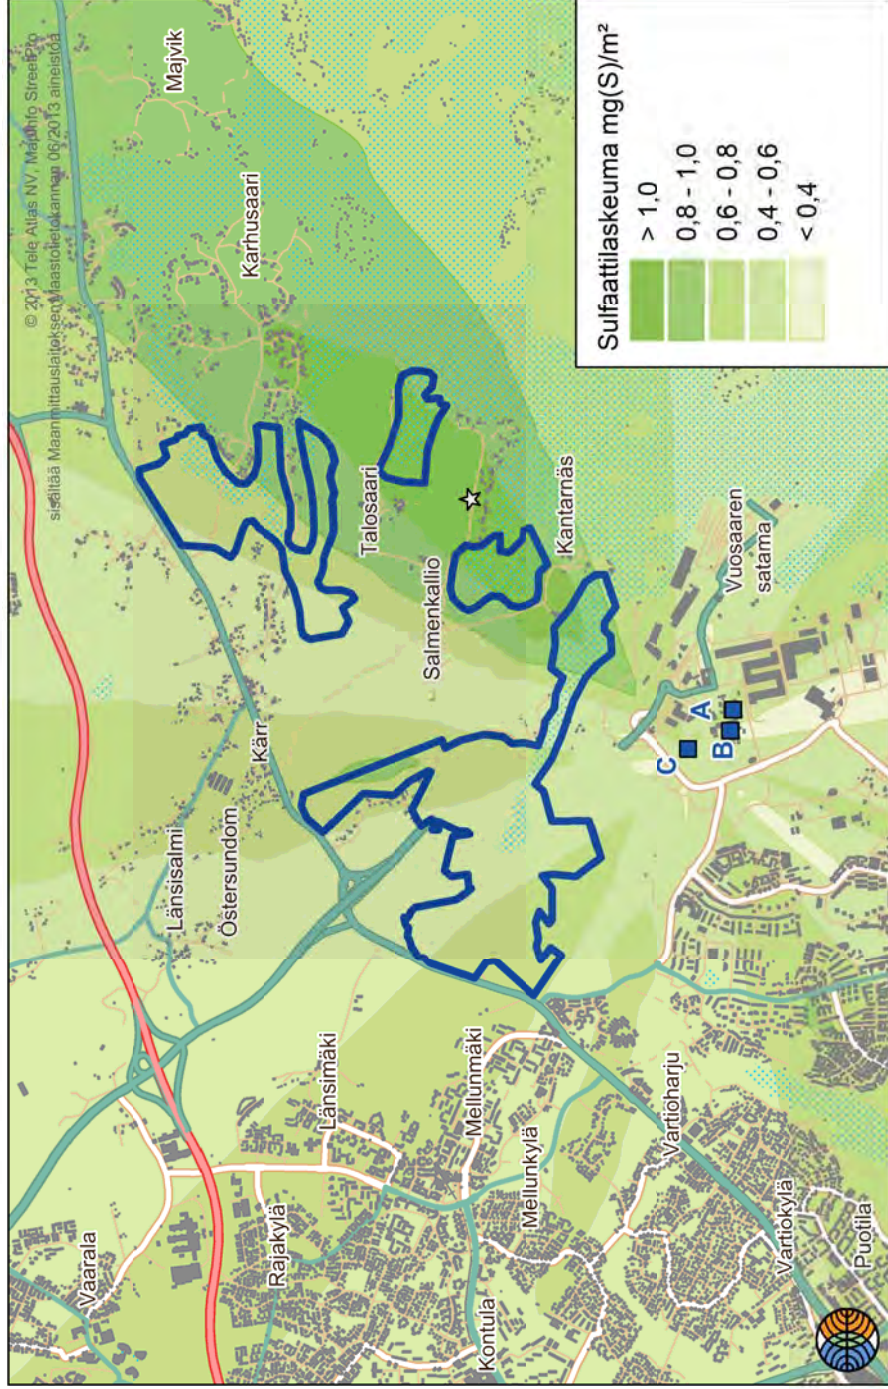 © 2013 Tele Atlas NV, MapInfo StreetPro
sisältää Maanmittauslaitoksen Maastotietokannan 06/2013 aineistoa
Majvik
Karhusaari
Talosaari
Salmenkallio
Kantarnäs
Vuosaaren
satama
Kärr
Länsisalmi
Östersundom
Länsimäki
Mellunmäki
Mellunkylä
Vartioharju
Vaarala
Rajakylä
Kontula
Vartiokylä
Puotila
A
B
C
Sulfaattilaskeuma mg(S)/m²
> 1,0
0,8 - 1,0
0,6 - 0,8
0,4 - 0,6
< 0,4